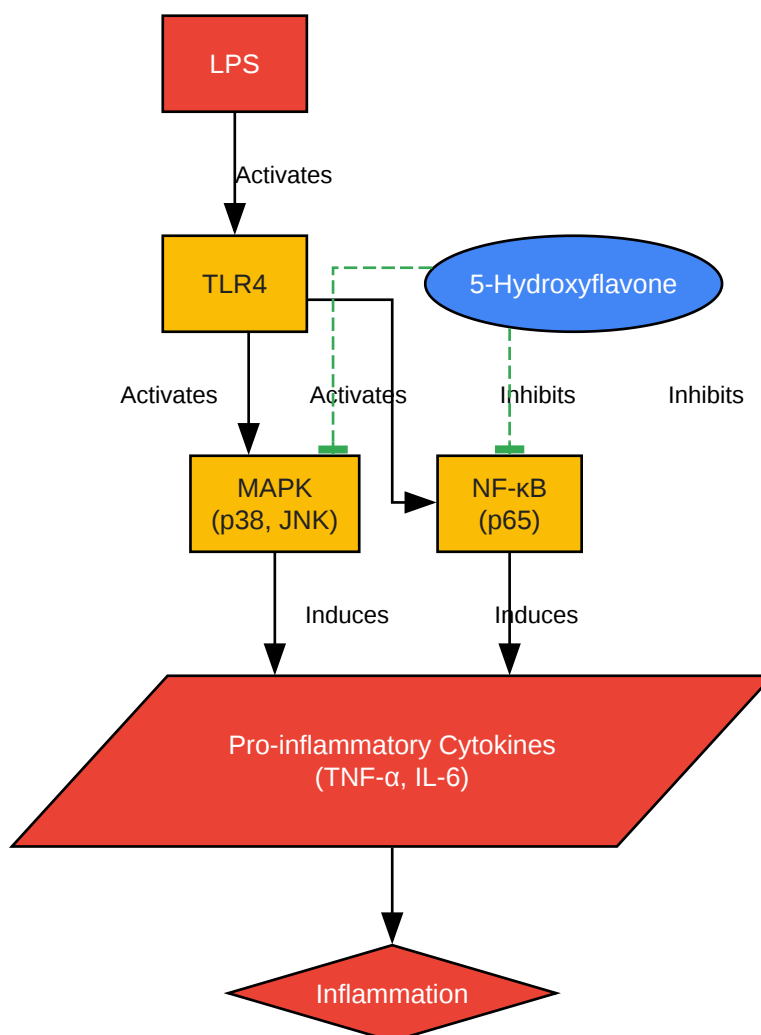 LPS
Activates
TLR4
5-Hydroxyflavone
Activates
Activates
Inhibits
Inhibits
MAPK
(p38, JNK)
NF-κB
(p65)
Induces
Induces
Pro-inflammatory Cytokines
(TNF-α, IL-6)
Inflammation